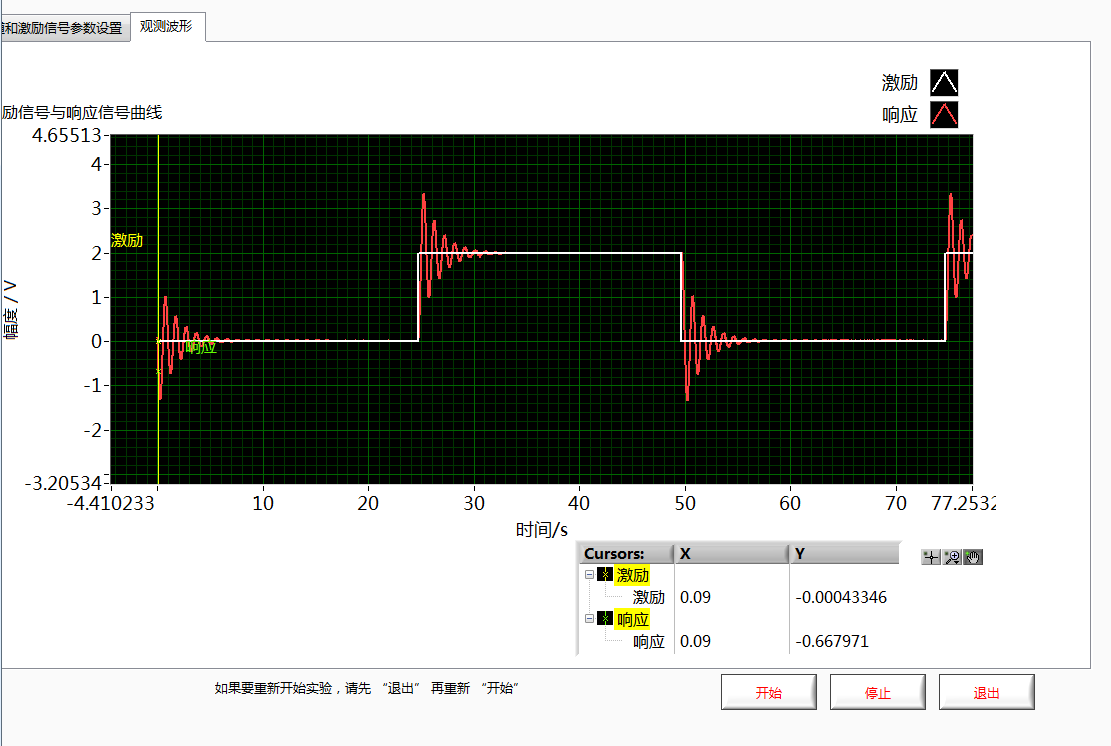 和激励信号参数设置 观测波形
激励
响应
励信号与响应信号曲线
4.65513
4
3
2
1
0
-1
-2
-3.20534
幅度 / V
激励
响应
-4.410233 10 20 30 40 50 60 70 77.2532
时间/s
Cursors: X Y
激励
激励 0.09 -0.00043346
响应
响应 0.09 -0.667971
如果要重新开始实验，请先 “退出” 再重新 “开始”
开始 停止 退出